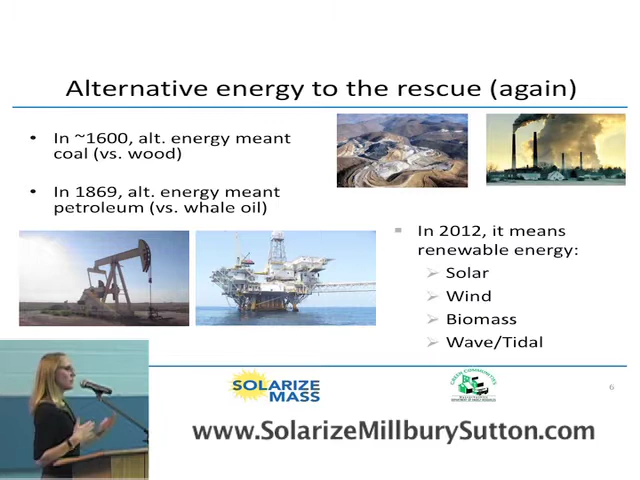 Alternative energy to the rescue (again)
• In ~1600, alt. energy meant
coal (vs. wood)
• In 1869, alt. energy meant
petroleum (vs. whale oil)
In 2012, it means
renewable energy:
Solar
Wind
Biomass
Wave/Tidal
SOLARIZE
MASS
GREEN COMMUNITIES
6
www.SolarizeMillburySutton.com